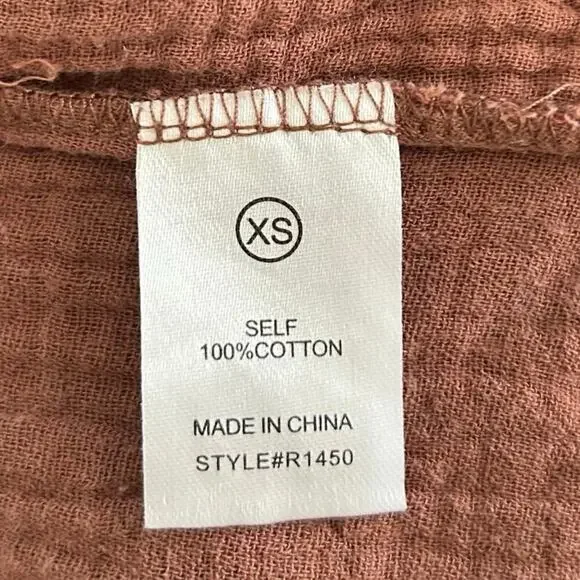 XS
SELF
100%COTTON
MADE IN CHINA
STYLE#R1450